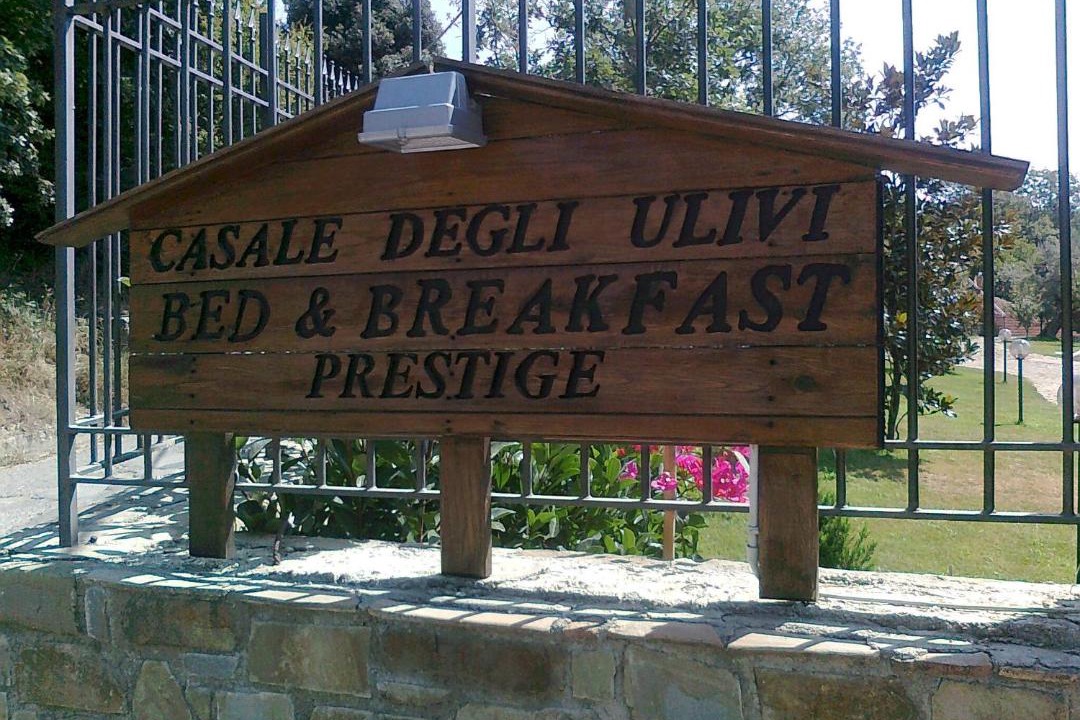 CASALE DEGLI ULIVI
BED & BREAKFAST
PRESTIGE